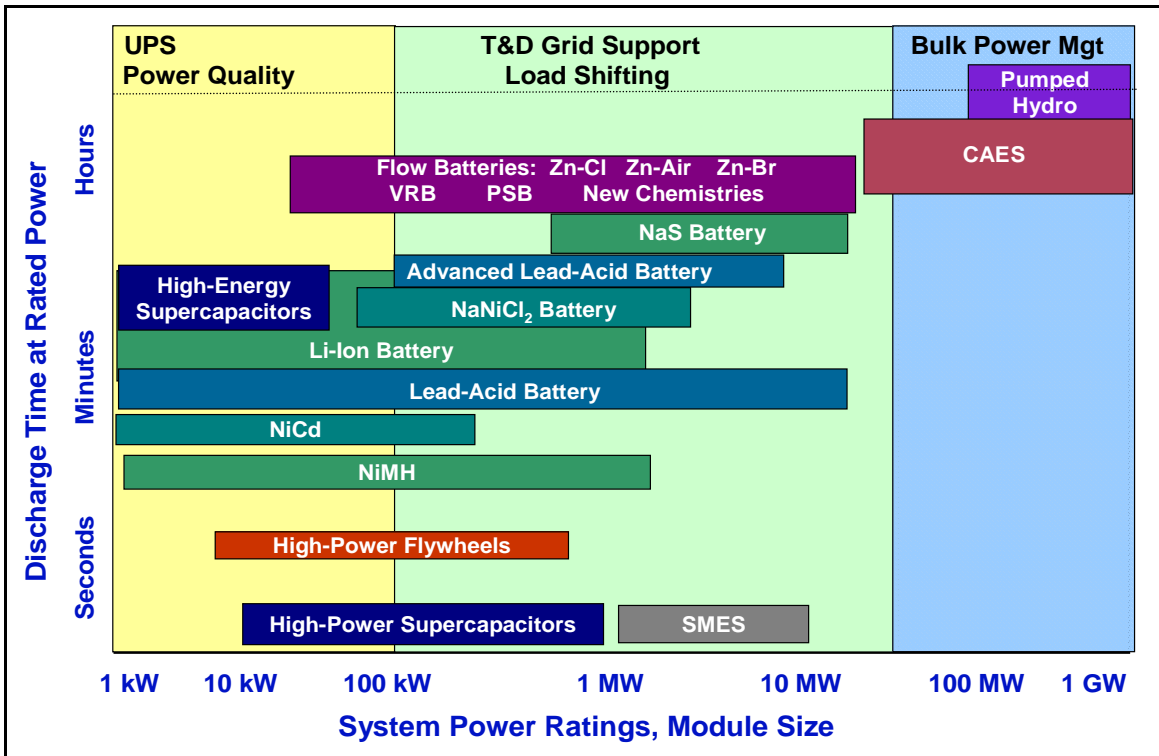 UPS
Power Quality
T&D Grid Support
Load Shifting
Bulk Power Mgt
Pumped
Hydro
CAES
Flow Batteries: Zn-Cl Zn-Air Zn-Br
VRB PSB New Chemistries
NaS Battery
Advanced Lead-Acid Battery
High-Energy
Supercapacitors
NaNiCl₂ Battery
Li-Ion Battery
Lead-Acid Battery
NiCd
NiMH
High-Power Flywheels
High-Power Supercapacitors
SMES
Discharge Time at Rated Power
Hours
Minutes
Seconds
1 kW 10 kW 100 kW 1 MW 10 MW 100 MW 1 GW
System Power Ratings, Module Size